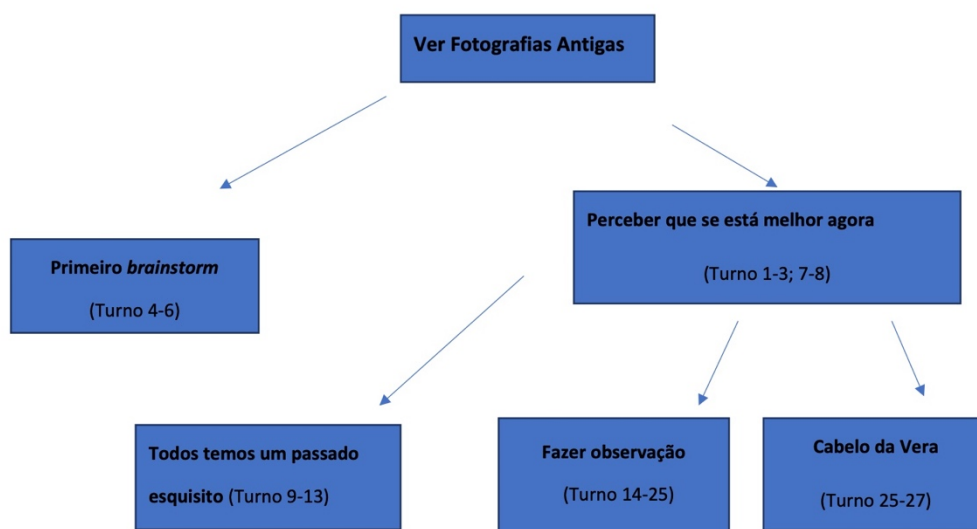 Ver Fotografias Antigas
Primeiro brainstorm
(Turno 4-6)
Perceber que se está melhor agora
(Turno 1-3; 7-8)
Todos temos um passado
esquisito (Turno 9-13)
Fazer observação
(Turno 14-25)
Cabelo da Vera
(Turno 25-27)